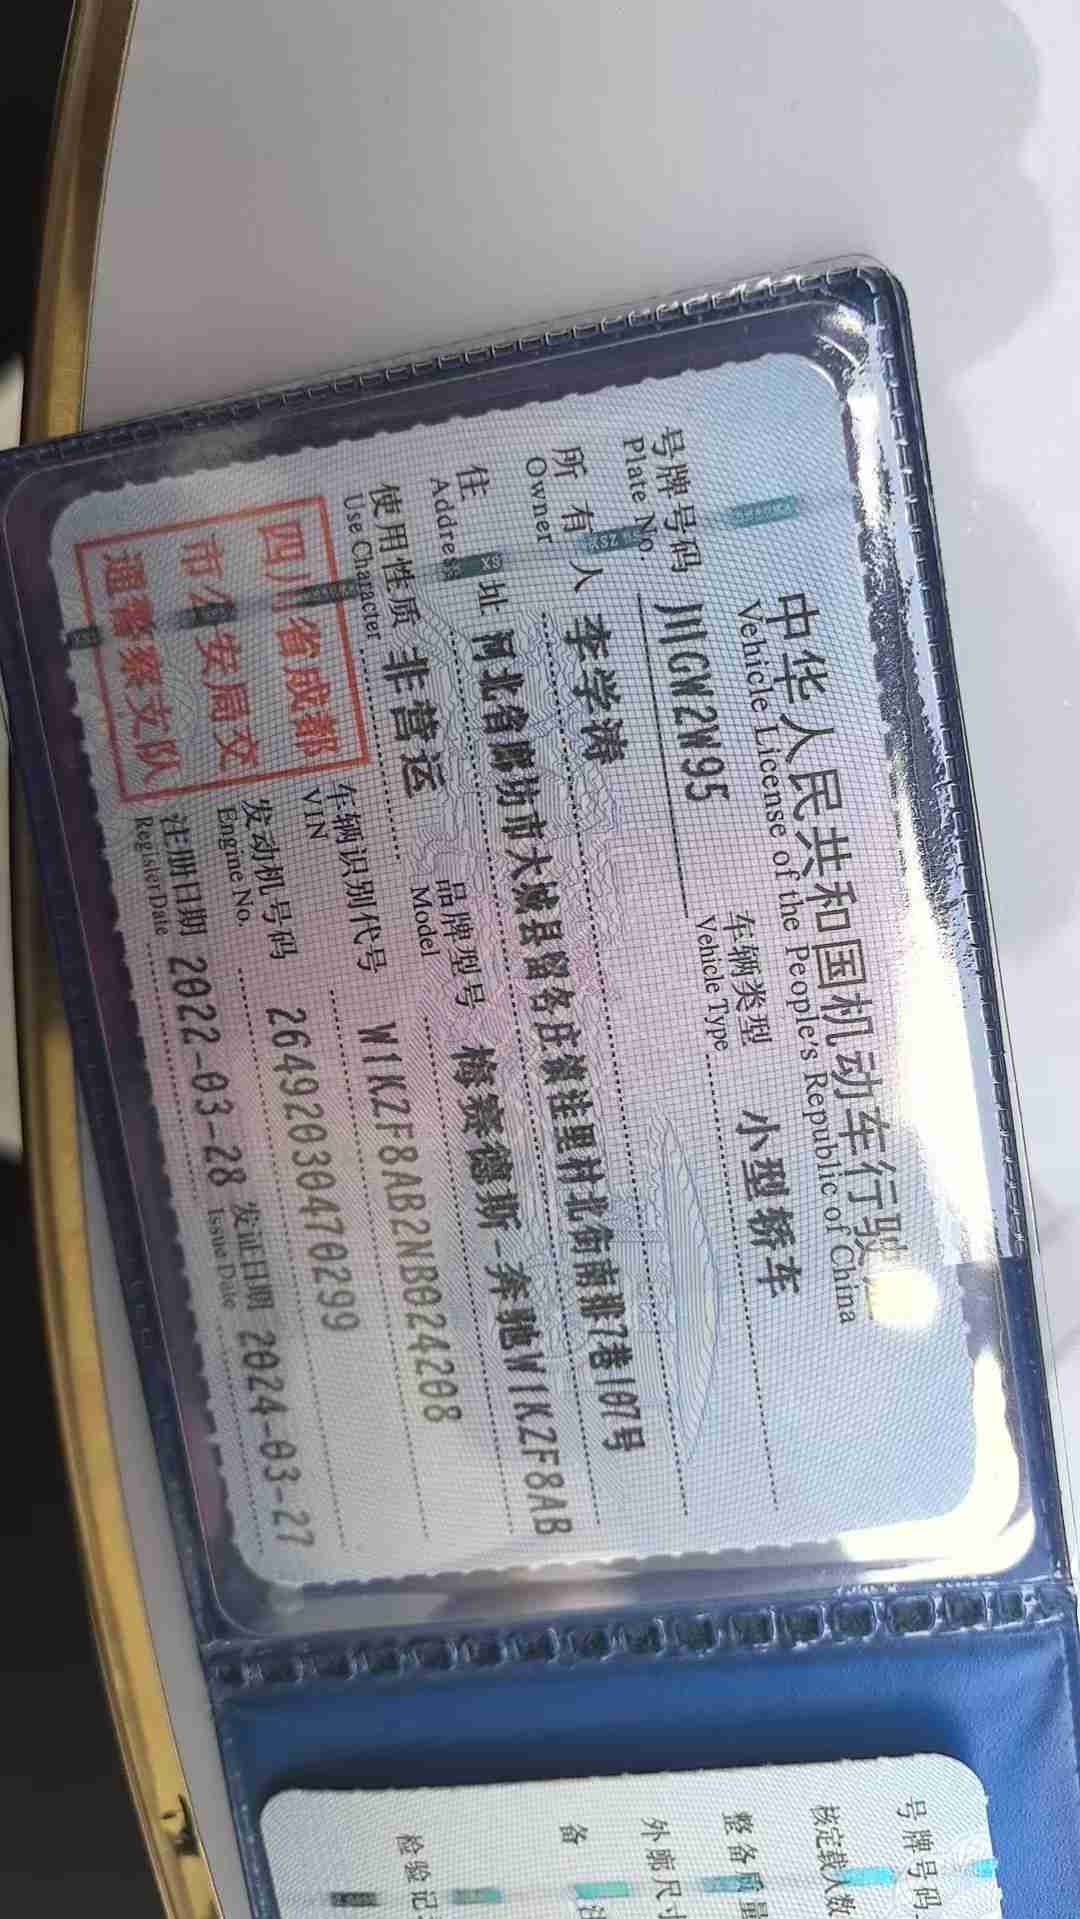 中华人民共和国机动车行驶
Vehicle License of the People's Republic of China
号牌号码 川GW2W95 车辆类型 小型轿车
Plate No. Vehicle Type
所有人 李学涛
Owner
住址 河北省廊坊市大城县留各庄镇 里村北街南排7巷107号
Address
使用性质 非营运 品牌型号 梅赛德斯-奔驰W1KZF8AB
Use Character Model
车辆识别代号 W1KZF8AB2NB024208
VIN
发动机号码 26492030470299
Engine No.
注册日期 2022-03-28 发证日期 2024-03-27
Register Date Issue Date
四川省成都
市公安局交
通警察支队
号牌号码
核定载人数
整备质量
外廓尺寸
备 注
检验记